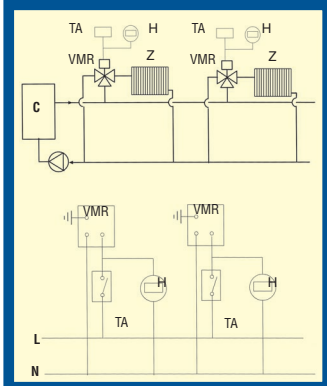 TA H TA H
VMR Z VMR Z
C
VMR VMR
H H
TA TA
L
N